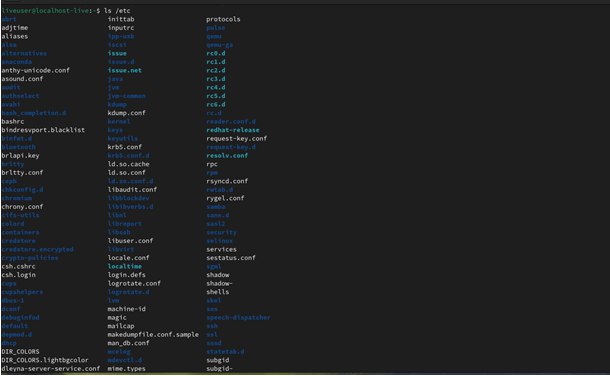 liveuser@localhost-live:~$ ls /etc
abrt inittab protocols
adjtime inputrc pulse
aliases ipp-usb qemu
alsa iscsi qemu-ga
alternatives issue rc0.d
anaconda issue.d rc1.d
anthy-unicode.conf issue.net rc2.d
asound.conf java rc3.d
audit jvm rc4.d
authselect jvm-common rc5.d
avahi kdump rc6.d
bash_completion.d kdump.conf rc.d
bashrc kernel reader.conf.d
bindresvport.blacklist keys redhat-release
binfmt.d keyutils request-key.conf
bluetooth krb5.conf request-key.d
brlapi.key krb5.conf.d resolv.conf
brltty ld.so.cache rpc
brltty.conf ld.so.conf rpm
ceph ld.so.conf.d rsyncd.conf
chkconfig.d libaudit.conf rwtab.d
chromium libblockdev rygel.conf
chrony.conf libibverbs.d samba
cifs-utils libnl sane.d
colord libreport sasl2
containers libssh security
credstore libuser.conf selinux
credstore.encrypted libvirt services
crypto-policies locale.conf sestatus.conf
csh.cshrc localtime sgml
csh.login login.defs shadow
cups logrotate.conf shadow-
cupshelpers logrotate.d shells
dbus-1 lvm skel
dconf machine-id sos
debuginfod magic speech-dispatcher
default mailcap ssh
depmod.d makedumpfile.conf.sample ssl
dhcp man_db.conf sssd
DIR_COLORS mcelog statetab.d
DIR_COLORS.lightbgcolor mdevctl.d subgid
dleyna-server-service.conf mime.types subgid-